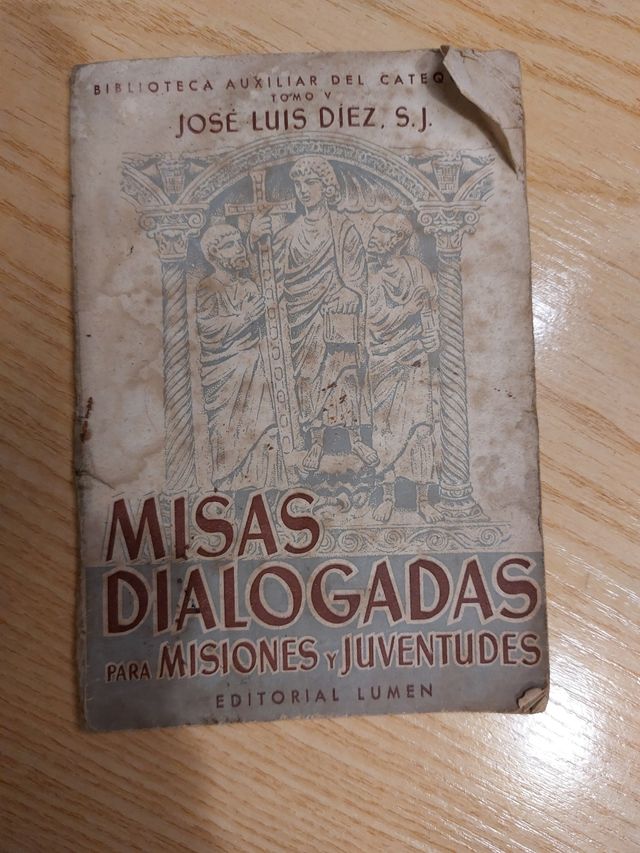 BIBLIOTECA AUXILIAR DEL CATEQ
TOMO V
JOSÉ LUIS DÍEZ, S.J.
MISAS
DIALOGADAS
PARA MISIONES Y JUVENTUDES
EDITORIAL LUMEN